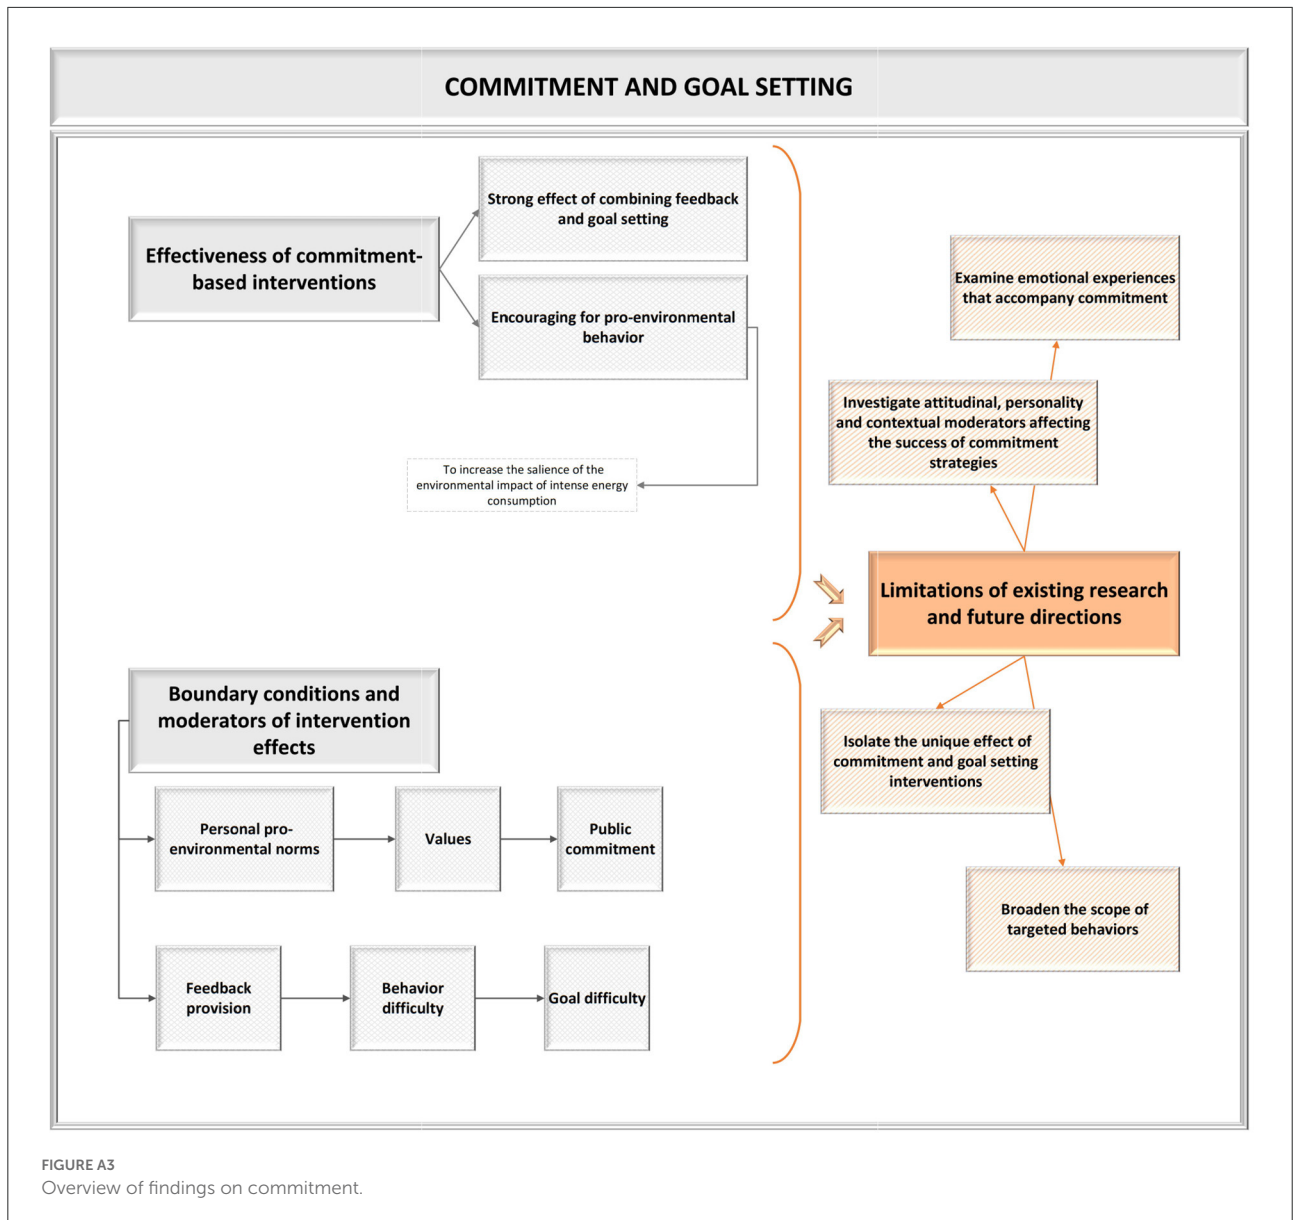 COMMITMENT AND GOAL SETTING
Effectiveness of commitment-
based interventions
Strong effect of combining feedback
and goal setting
Encouraging for pro-environmental
behavior
To increase the salience of the
environmental impact of intense energy
consumption
Boundary conditions and
moderators of intervention
effects
Personal pro-
environmental norms
Values
Public
commitment
Feedback
provision
Behavior
difficulty
Goal difficulty
Examine emotional experiences
that accompany commitment
Investigate attitudinal, personality
and contextual moderators affecting
the success of commitment
strategies
Limitations of existing research
and future directions
Isolate the unique effect of
commitment and goal setting
interventions
Broaden the scope of
targeted behaviors
FIGURE A3
Overview of findings on commitment.